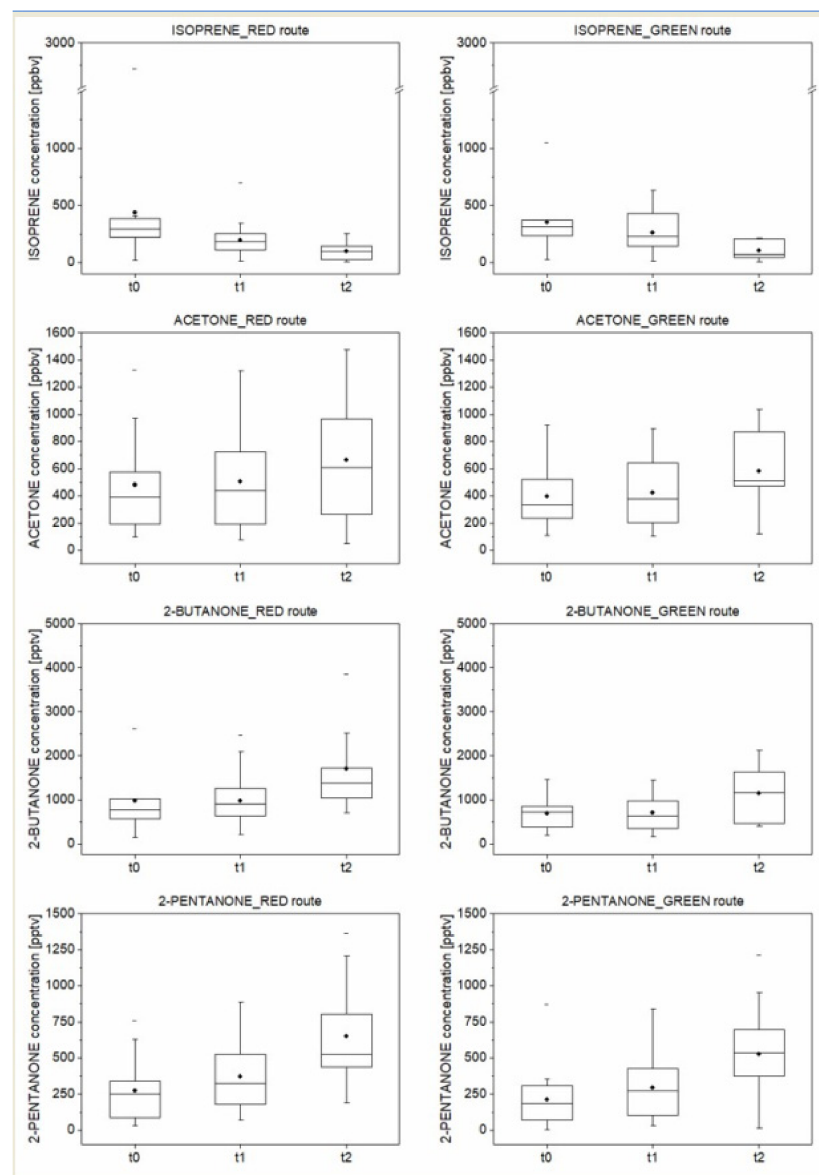 ISOPRENE_RED route
ISOPRENE concentration [ppbv]
3000
1000
500
0
t0 t1 t2
ISOPRENE_GREEN route
ISOPRENE concentration [ppbv]
3000
1000
500
0
t0 t1 t2
ACETONE_RED route
ACETONE concentration [ppbv]
1600
1400
1200
1000
800
600
400
200
0
t0 t1 t2
ACETONE_GREEN route
ACETONE concentration [ppbv]
1600
1400
1200
1000
800
600
400
200
0
t0 t1 t2
2-BUTANONE_RED route
2-BUTANONE concentration [pptv]
5000
4000
3000
2000
1000
0
t0 t1 t2
2-BUTANONE_GREEN route
2-BUTANONE concentration [pptv]
5000
4000
3000
2000
1000
0
t0 t1 t2
2-PENTANONE_RED route
2-PENTANONE concentration [pptv]
1500
1250
1000
750
500
250
0
t0 t1 t2
2-PENTANONE_GREEN route
2-PENTANONE concentration [pptv]
1500
1250
1000
750
500
250
0
t0 t1 t2